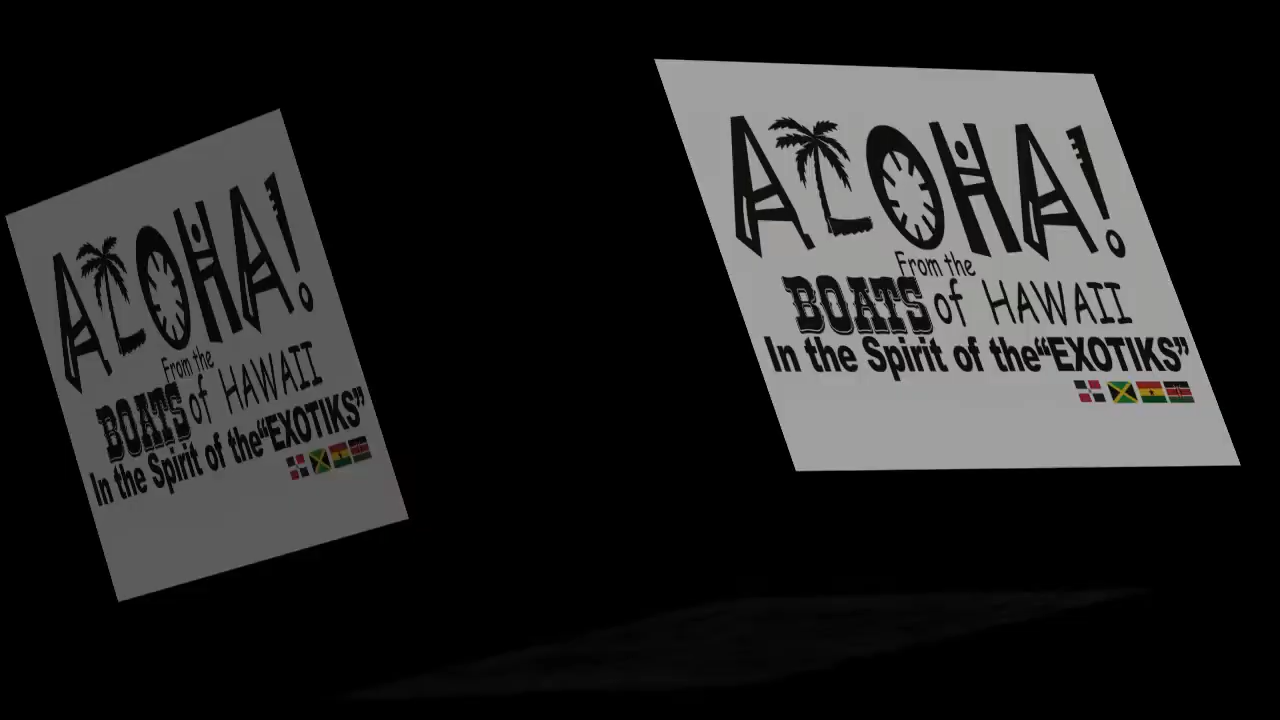 ALOHA!
From the
BOATS of HAWAII
In the Spirit of the“EXOTIKS”
ALOHA!
From the
BOATS of HAWAII
In the Spirit of the“EXOTIKS”